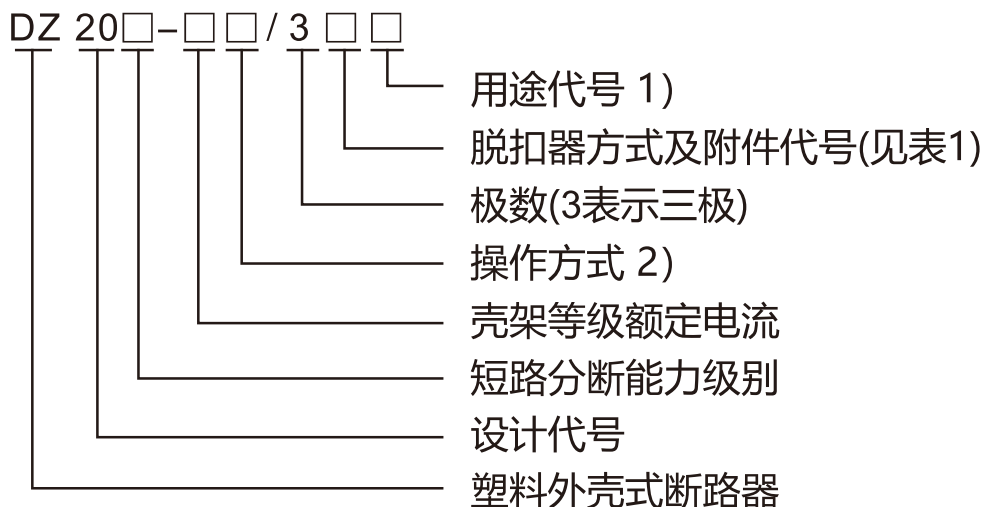 DZ 20□-□□/3□□
用途代号 1)
脱扣器方式及附件代号(见表1)
极数(3表示三极)
操作方式 2)
壳架等级额定电流
短路分断能力级别
设计代号
塑料外壳式断路器